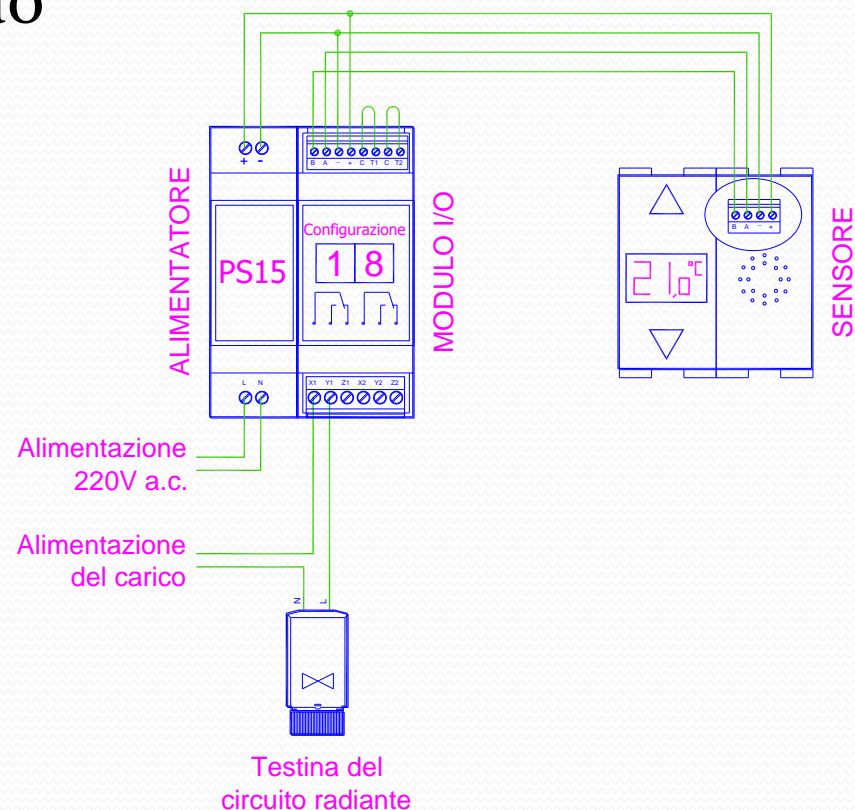 + -
B A - + C T1 C T2
ALIMENTATORE
PS15
Configurazione
1 8
MODULO I/O
B A - +
21,0°C
SENSORE
L N
X1 Y1 Z1 X2 Y2 Z2
Alimentazione
220V a.c.
Alimentazione
del carico
N L
Testina del
circuito radiante